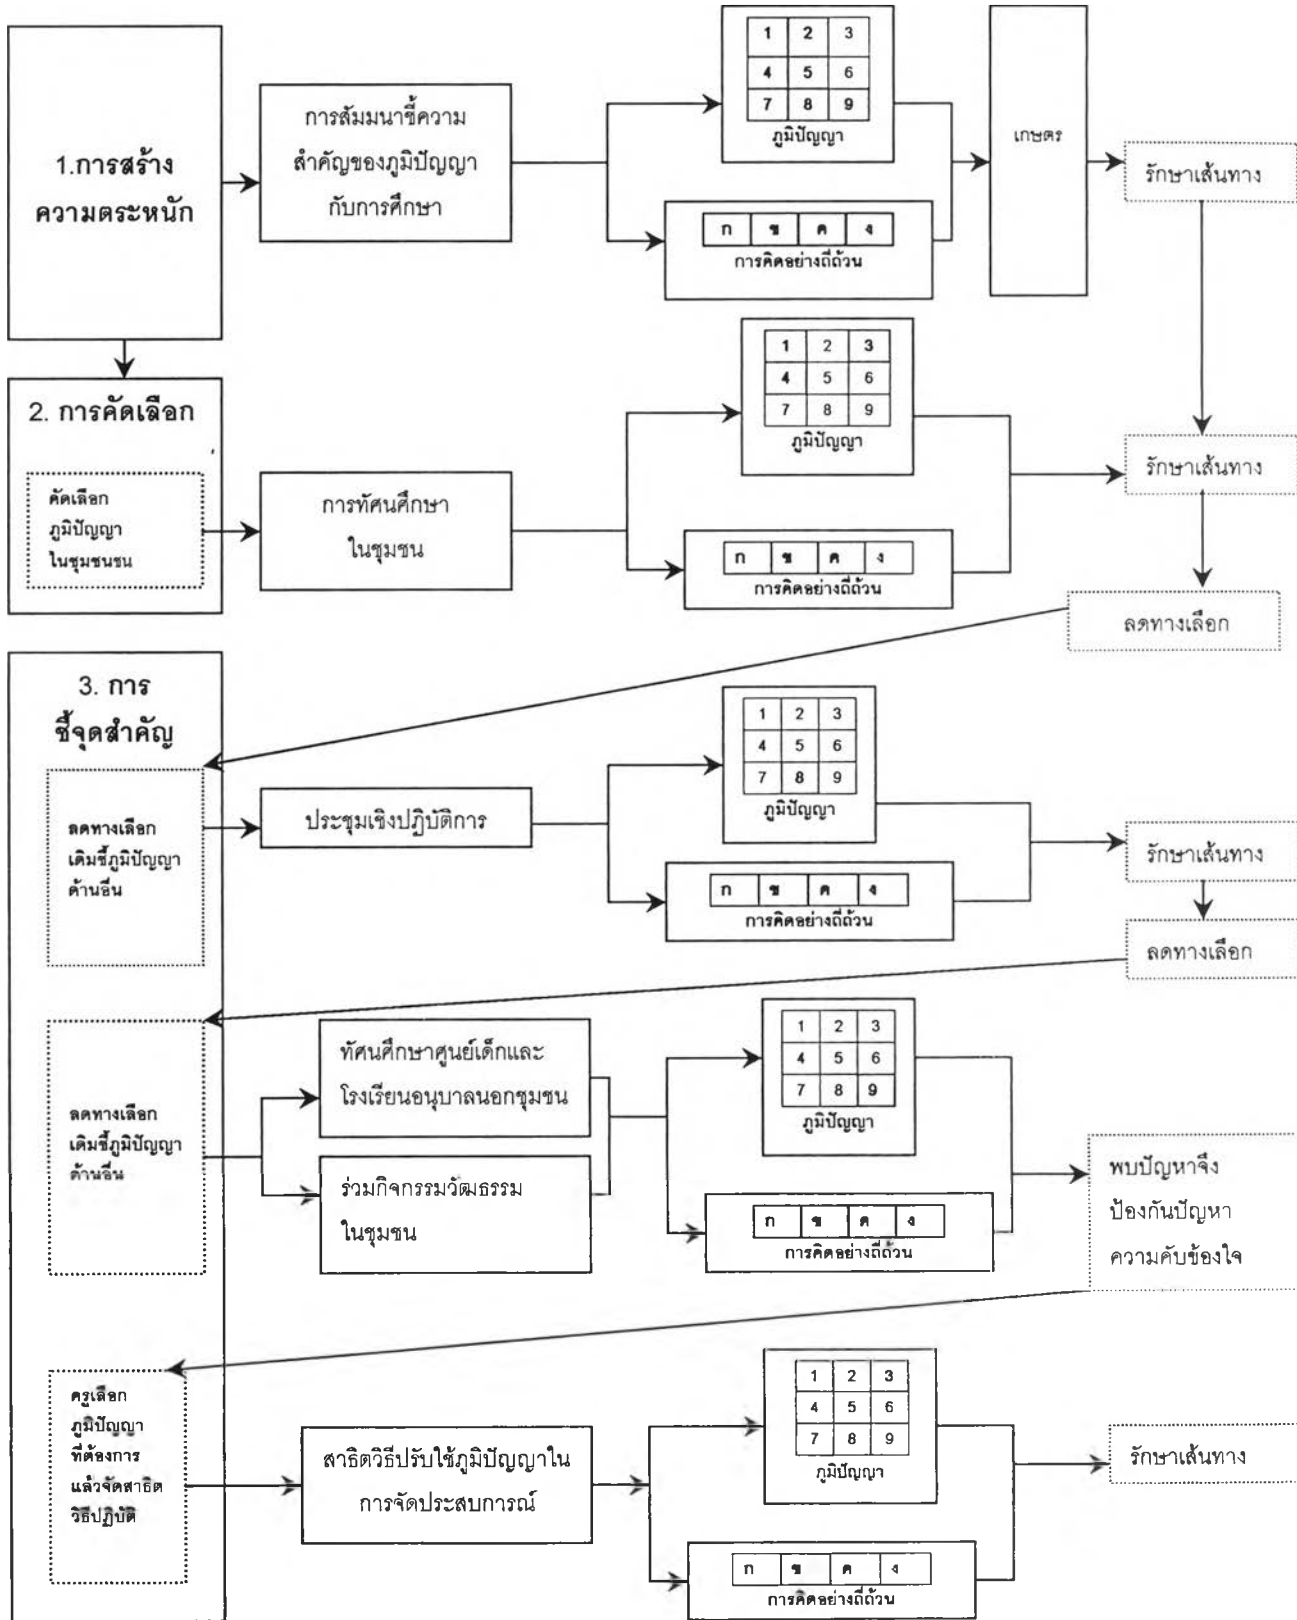 1.การสร้าง
ความตระหนัก
การสัมมนาชี้ความ
สำคัญของภูมิปัญญา
กับการศึกษา
1 2 3
4 5 6
7 8 9
ภูมิปัญญา
ก ข ค ง
การคิดอย่างถี่ถ้วน
เกษตร
รักษาเส้นทาง
2. การคัดเลือก
คัดเลือก
ภูมิปัญญา
ในชุมชนชน
การทัศนศึกษา
ในชุมชน
1 2 3
4 5 6
7 8 9
ภูมิปัญญา
ก ข ค ง
การคิดอย่างถี่ถ้วน
รักษาเส้นทาง
ลดทางเลือก
3. การ
ชี้จุดสำคัญ
ลดทางเลือก
เดิมชี้ภูมิปัญญา
ด้านอื่น
ประชุมเชิงปฏิบัติการ
1 2 3
4 5 6
7 8 9
ภูมิปัญญา
ก ข ค ง
การคิดอย่างถี่ถ้วน
รักษาเส้นทาง
ลดทางเลือก
ลดทางเลือก
เดิมชี้ภูมิปัญญา
ด้านอื่น
ทัศนศึกษาศูนย์เด็กและ
โรงเรียนอนุบาลนอกชุมชน
ร่วมกิจกรรมวัฒธรรม
ในชุมชน
1 2 3
4 5 6
7 8 9
ภูมิปัญญา
ก ข ค ง
การคิดอย่างถี่ถ้วน
พบปัญหาจึง
ป้องกันปัญหา
ความคับข้องใจ
ครูเลือก
ภูมิปัญญา
ที่ต้องการ
แล้วจัดสาธิต
วิธีปฏิบัติ
สาธิตวิธีปรับใช้ภูมิปัญญาใน
การจัดประสบการณ์
1 2 3
4 5 6
7 8 9
ภูมิปัญญา
ก ข ค ง
การคิดอย่างถี่ถ้วน
รักษาเส้นทาง